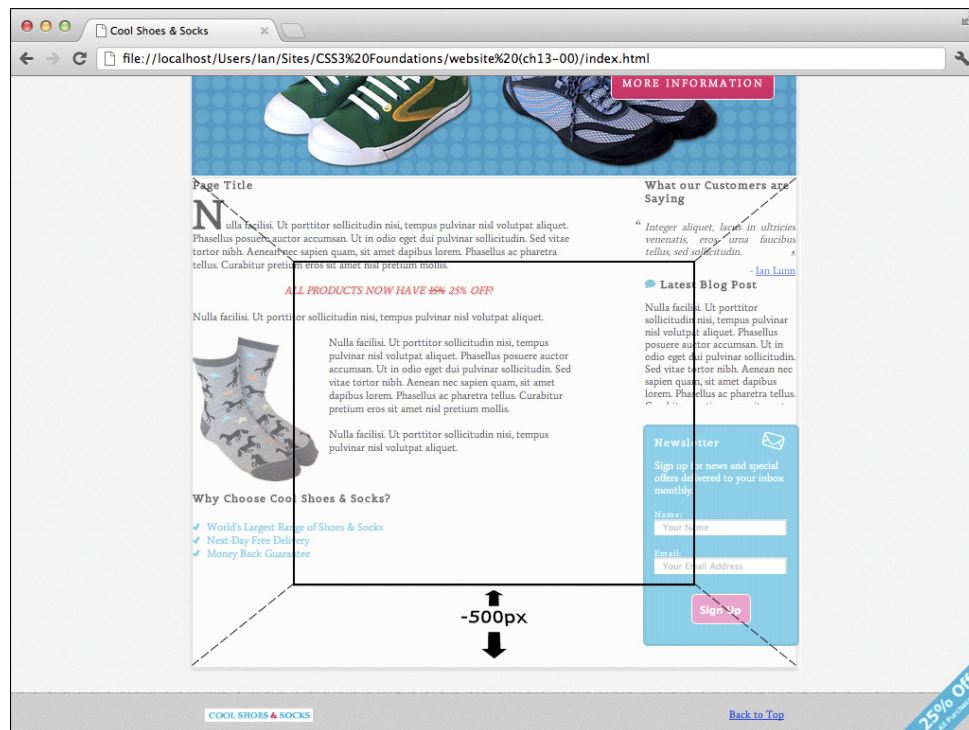 Cool Shoes & Socks
file://localhost/Users/Ian/Sites/CSS3%20Foundations/website%20(ch13-00)/index.html
MORE INFORMATION
Page Title
Nulla facilisi. Ut porttitor sollicitudin nisi, tempus pulvinar nisl volutpat aliquet.
Phasellus posuere auctor accumsan. Ut in odio eget dui pulvinar sollicitudin. Sed vitae
tortor nibh. Aenean nec sapien quam, sit amet dapibus lorem. Phasellus ac pharetra
tellus. Curabitur pretium eros sit amet nisl pretium mollis.
ALL PRODUCTS NOW HAVE 15% 25% OFF!
Nulla facilisi. Ut porttitor sollicitudin nisi, tempus pulvinar nisl volutpat aliquet.
Nulla facilisi. Ut porttitor sollicitudin nisi, tempus
pulvinar nisl volutpat aliquet. Phasellus posuere auctor
accumsan. Ut in odio eget dui pulvinar sollicitudin. Sed
vitae tortor nibh. Aenean nec sapien quam, sit amet
dapibus lorem. Phasellus ac pharetra tellus. Curabitur
pretium eros sit amet nisl pretium mollis.
Nulla facilisi. Ut porttitor sollicitudin nisi, tempus
pulvinar nisl volutpat aliquet.
Why Choose Cool Shoes & Socks?
World's Largest Range of Shoes & Socks
Next-Day Free Delivery
Money Back Guarantee
What our Customers are
Saying
“ Integer aliquet, lacus in ultricies
venenatis, eros urna faucibus
tellus, sed sollicitudin. ”
- Ian Lunn
Latest Blog Post
Nulla facilisi. Ut porttitor
sollicitudin nisi, tempus pulvinar
nisl volutpat aliquet. Phasellus
posuere auctor accumsan. Ut in
odio eget dui pulvinar sollicitudin.
Sed vitae tortor nibh. Aenean nec
sapien quam, sit amet dapibus
lorem. Phasellus ac pharetra
tellus.
Newsletter
Sign up for news and special
offers delivered to your inbox
monthly.
Name:
Your Name
Email:
Your Email Address
Sign Up
-500px
COOL SHOES & SOCKS
Back to Top
25% Off
All Purchases